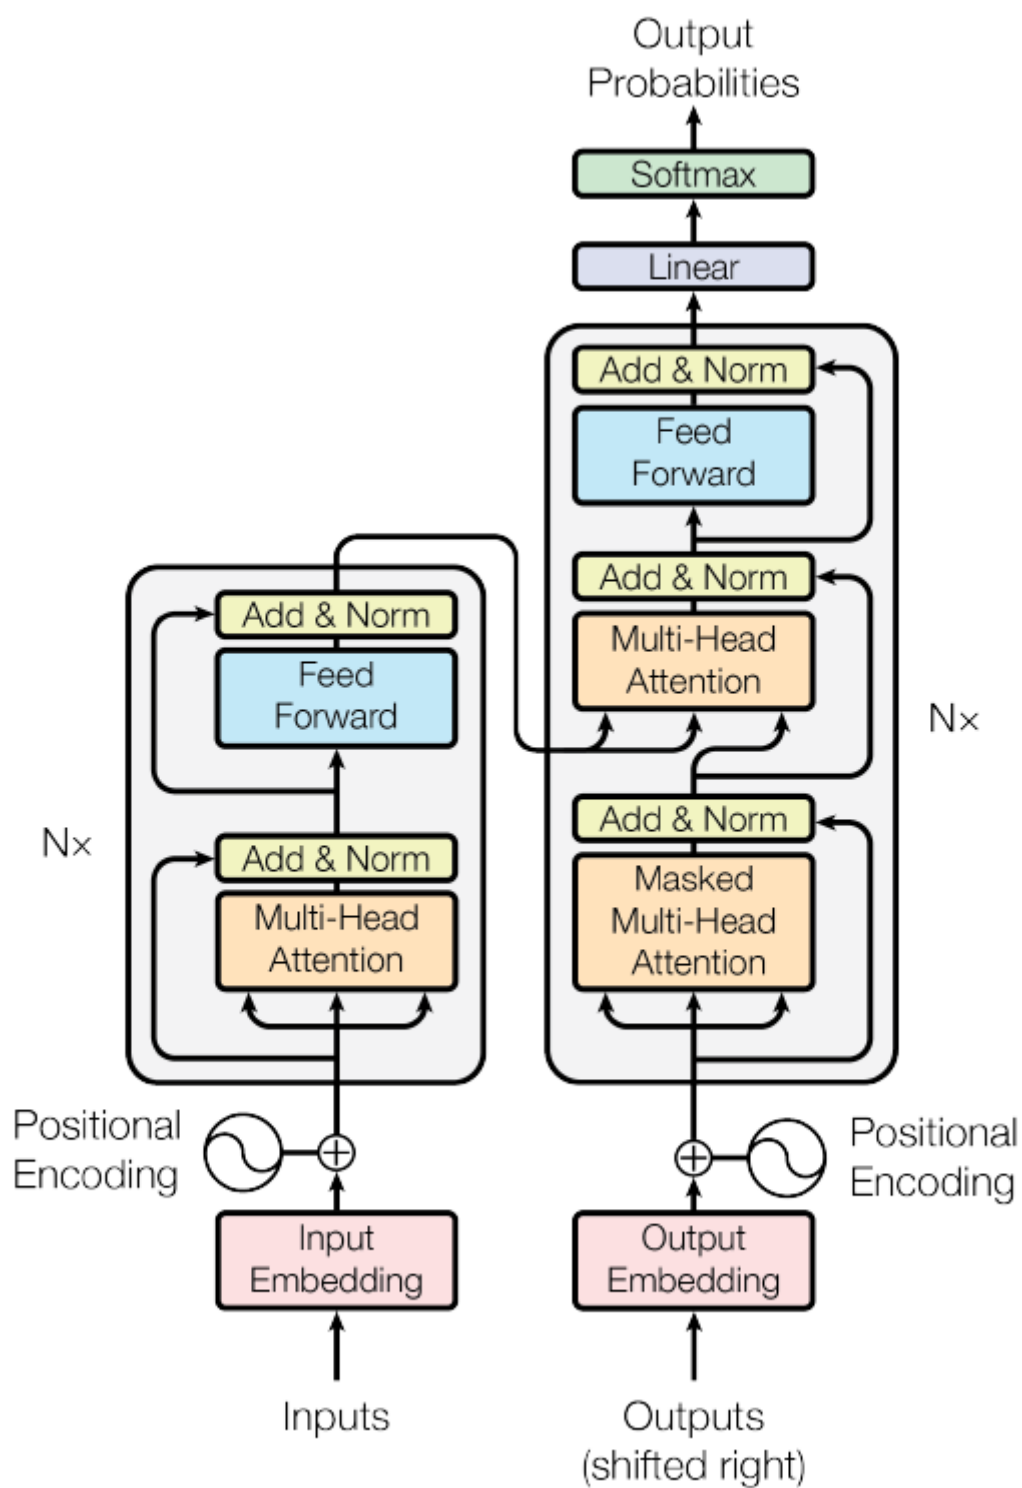 Output
Probabilities
Softmax
Linear
Add & Norm
Feed
Forward
Add & Norm
Multi-Head
Attention
Add & Norm
Masked
Multi-Head
Attention
N×
Add & Norm
Feed
Forward
Add & Norm
Multi-Head
Attention
N×
Positional
Encoding
Positional
Encoding
Input
Embedding
Output
Embedding
Inputs
Outputs
(shifted right)